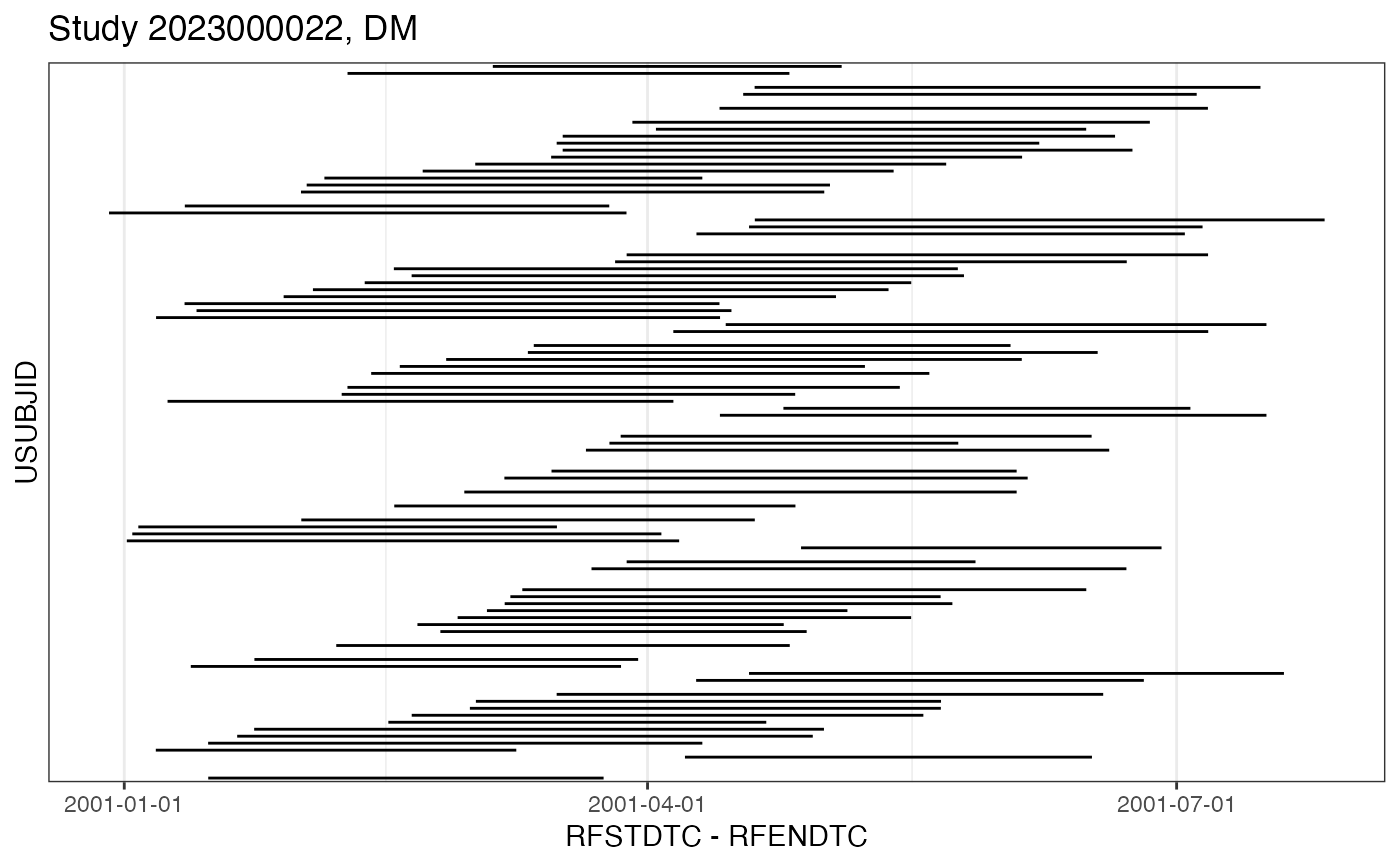 Study 2023000022, DM
USUBJID
2001-01-01
2001-04-01
2001-07-01
RFSTDTC - RFENDTC